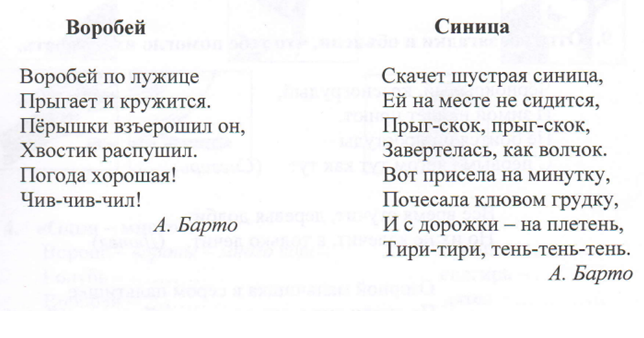 Воробей
Воробей по лужице
Прыгает и кружится.
Пёрышки взъерошил он,
Хвостик распушил.
Погода хорошая!
Чив-чив-чил!
А. Барто
Синица
Скачет шустрая синица,
Ей на месте не сидится,
Прыг-скок, прыг-скок,
Завертелась, как волчок.
Вот присела на минутку,
Почесала клювом грудку,
И с дорожки – на плетень,
Тири-тири, тень-тень-тень.
А. Барто